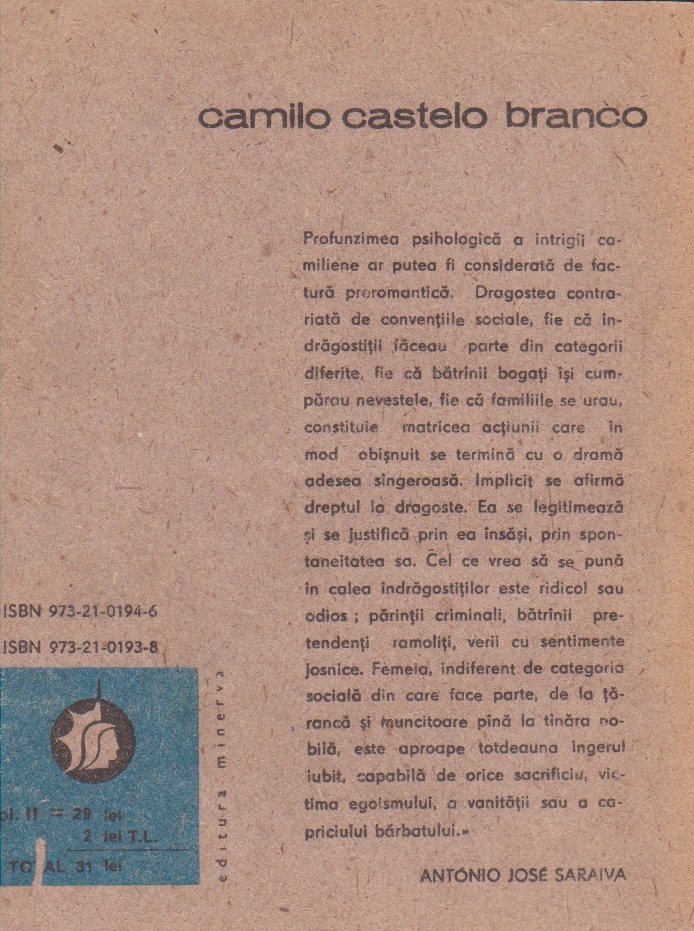 camilo castelo branco
Profunzimea psihologică a intrigii ca-
miliene ar putea fi considerată de fac-
tură preromantică. Dragostea contra-
riată de convențiile sociale, fie că în-
drăgostiții făceau parte din categorii
diferite, fie că bătrînii bogați își cum-
părau nevestele, fie că familiile se urau,
constituie matricea acțiunii care în
mod obișnuit se termină cu o dramă
adesea sîngeroasă. Implicit se afirmă
dreptul la dragoste. Ea se legitimează
și se justifică prin ea însăși, prin spon-
taneitatea sa. Cel ce vrea să se pună
în calea îndrăgostiților este ridicol sau
odios ; părinții criminali, bătrînii pre-
tendenți ramoliți, verii cu sentimente
josnice. Femeia, indiferent de categoria
socială din care face parte, de la ță-
rancă și muncitoare pînă la tînăra no-
bilă, este aproape totdeauna îngerul
iubit, capabilă de orice sacrificiu, vic-
tima egoismului, a vanității sau a ca-
priciului bărbatului.»
ANTÓNIO JOSÉ SARAIVA
ISBN 973-21-0194-6
ISBN 973-21-0193-8
editura minerva
ol. II = 29 lei
2 lei T.L.
TOTAL 31 lei